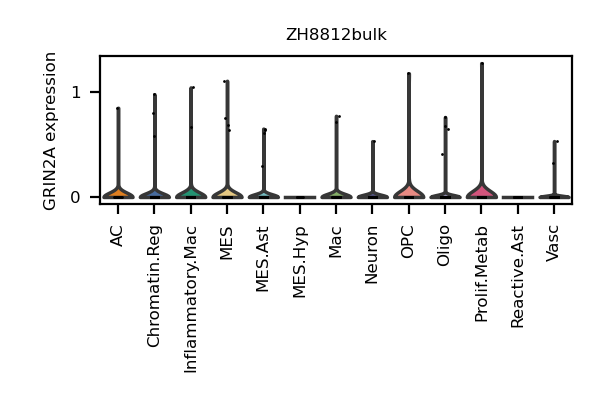 ZH8812bulk
GRIN2A expression
1
0
AC
Chromatin.Reg
Inflammatory.Mac
MES
MES.Ast
MES.Hyp
Mac
Neuron
OPC
Oligo
Prolif.Metab
Reactive.Ast
Vasc